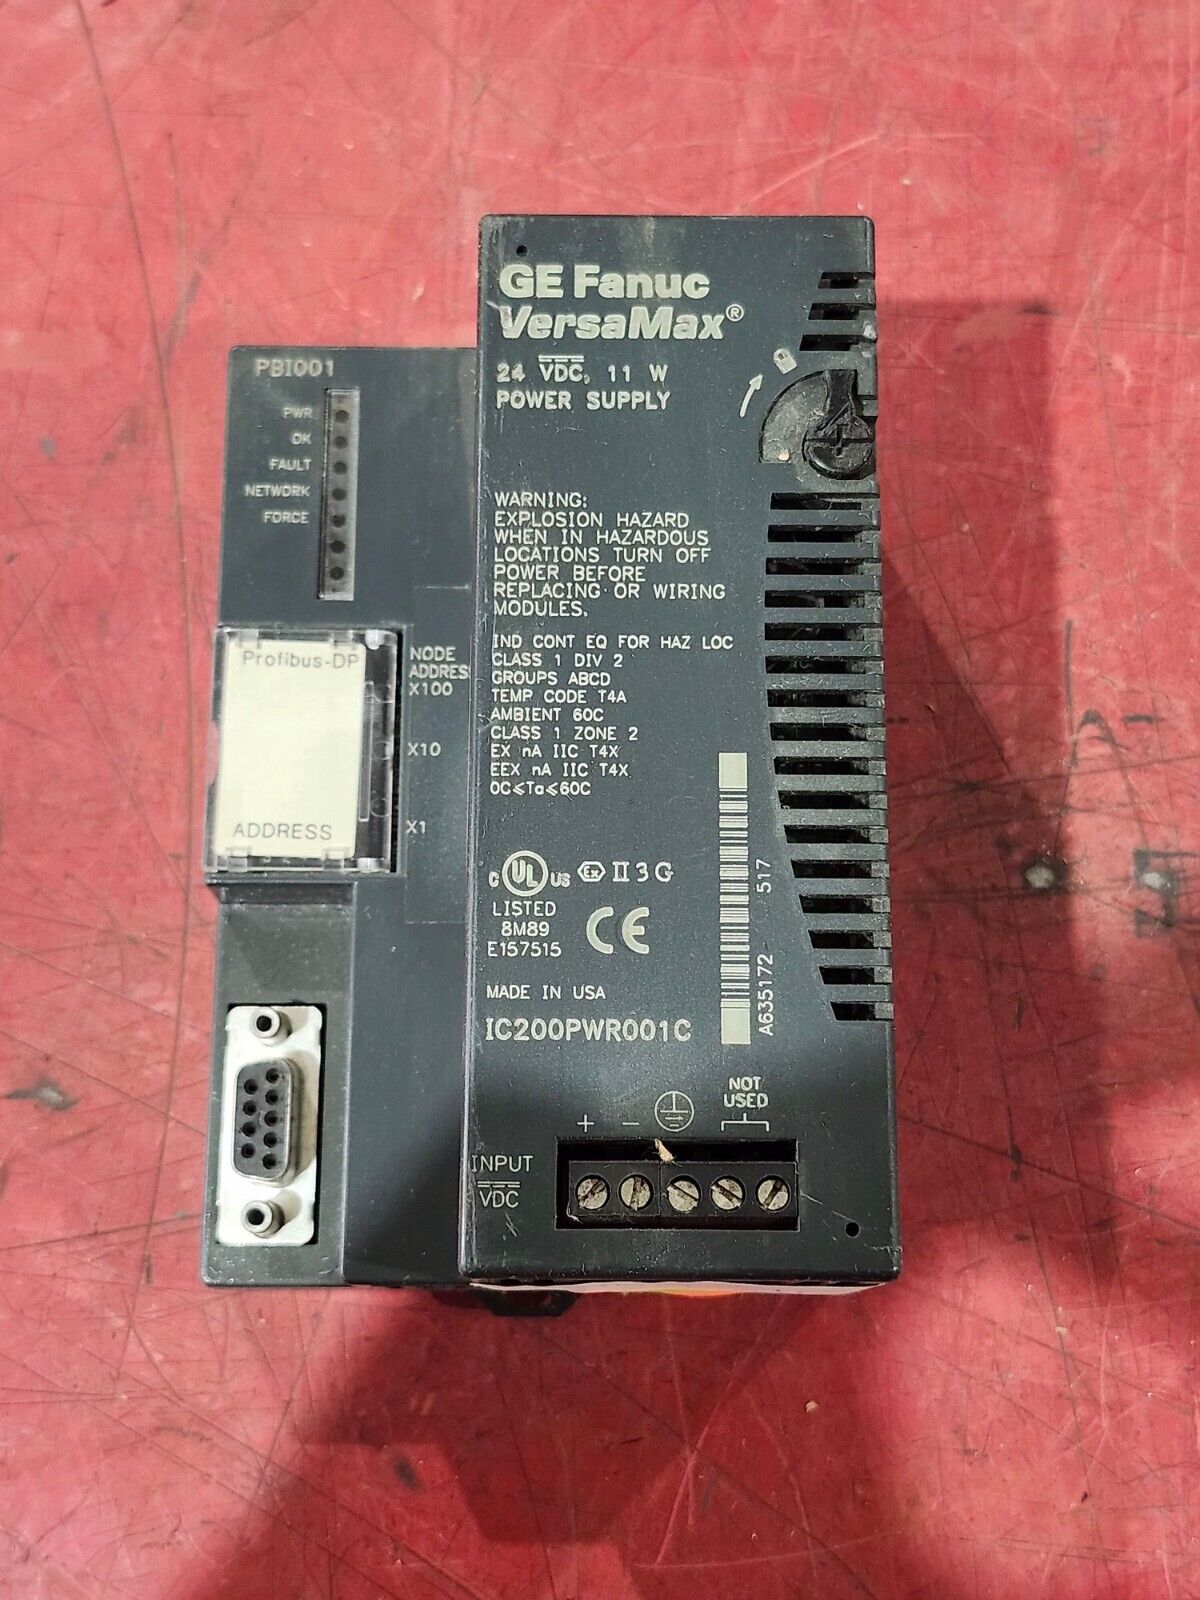 PBI001
PWR
OK
FAULT
NETWORK
FORCE
Profibus-DP
ADDRESS
NODE
ADDRES
X100
X10
X1
GE Fanuc
VersaMax®
24 VDC, 11 W
POWER SUPPLY
WARNING:
EXPLOSION HAZARD
WHEN IN HAZARDOUS
LOCATIONS TURN OFF
POWER BEFORE
REPLACING OR WIRING
MODULES.
IND CONT EQ FOR HAZ LOC
CLASS 1 DIV 2
GROUPS ABCD
TEMP CODE T4A
AMBIENT 60C
CLASS 1 ZONE 2
EX nA IIC T4X
EEX nA IIC T4X
0C≤Ta≤60C
C UL US Ex II 3 G
LISTED
8M89
E157515
CE
MADE IN USA
IC200PWR001C
A635172 517
NOT
USED
+ −
INPUT
VDC